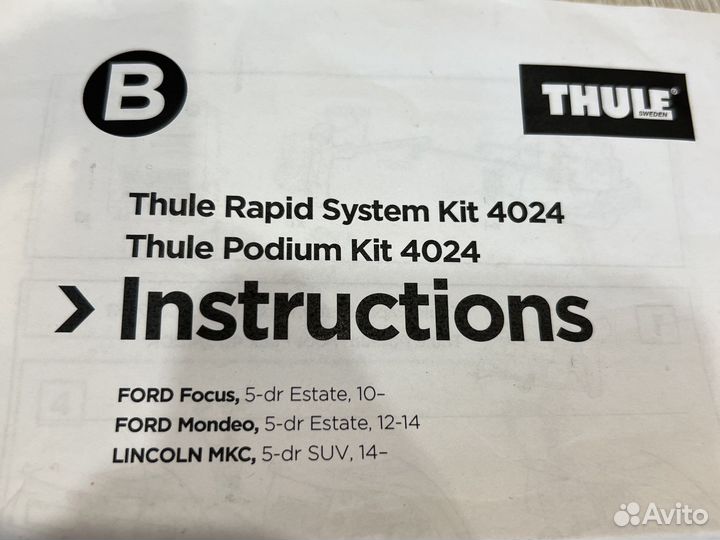 B
THULE®
SWEDEN
Thule Rapid System Kit 4024
Thule Podium Kit 4024
› Instructions
FORD Focus, 5-dr Estate, 10–
FORD Mondeo, 5-dr Estate, 12-14
LINCOLN MKC, 5-dr SUV, 14–
4
Avito